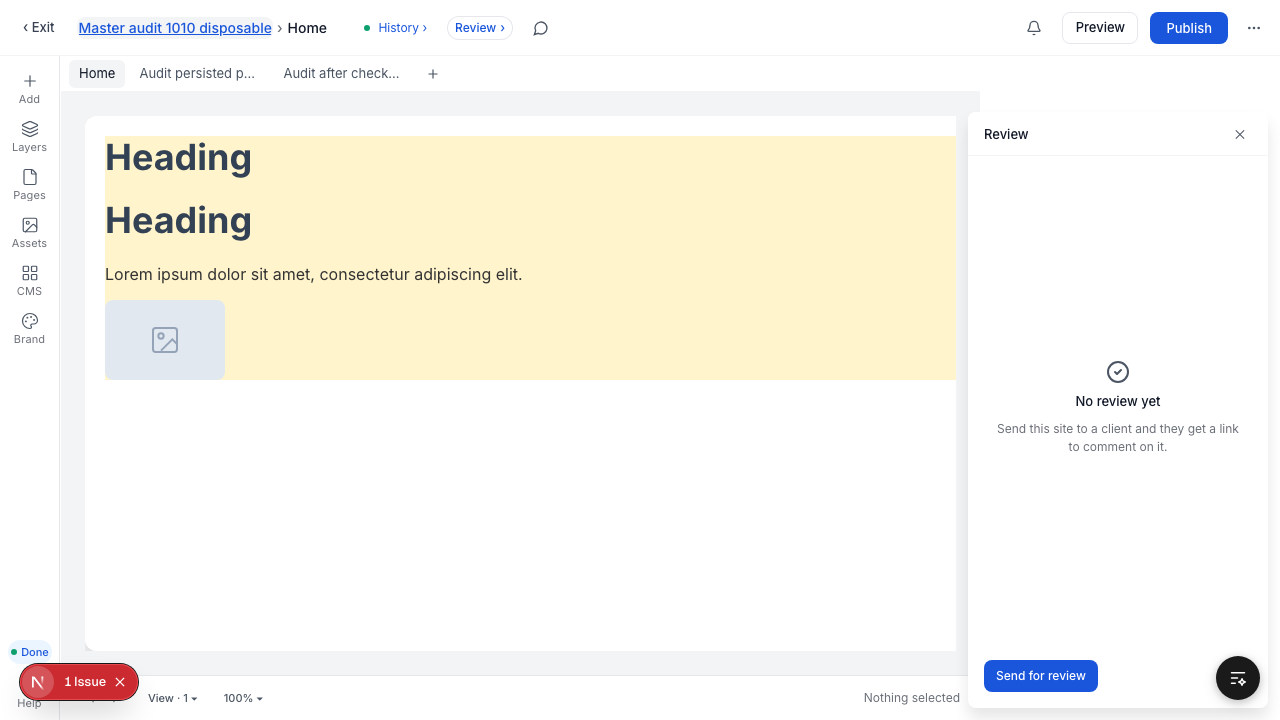 ‹ Exit
Master audit 1010 disposable › Home
History ›
Review ›
Preview
Publish
Home
Audit persisted p...
Audit after check...
Add
Layers
Pages
Assets
CMS
Brand
Heading
Heading
Lorem ipsum dolor sit amet, consectetur adipiscing elit.
Review
No review yet
Send this site to a client and they get a link
to comment on it.
Send for review
Done
1 Issue
Help
View · 1
100%
Nothing selected